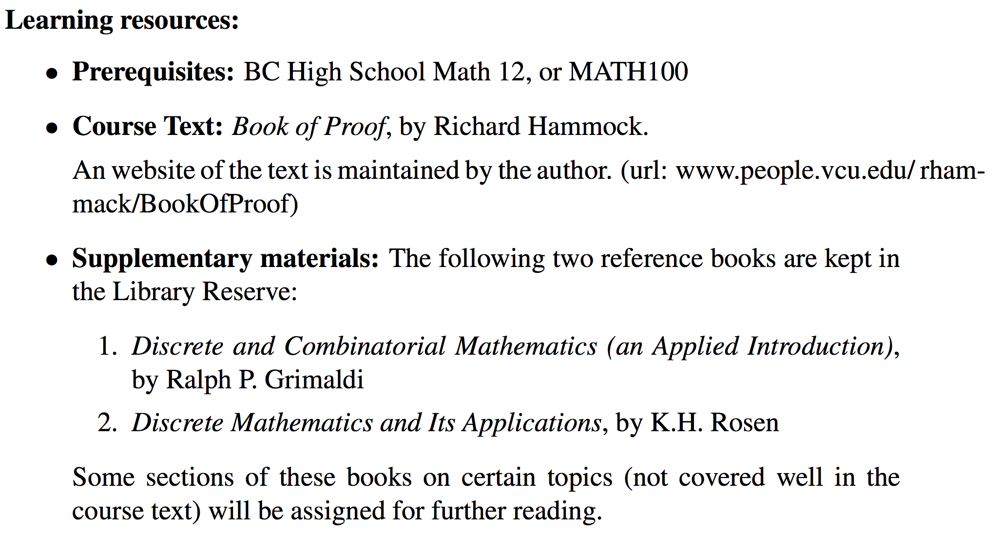 Learning resources:
• Prerequisites: BC High School Math 12, or MATH100
• Course Text: Book of Proof, by Richard Hammock.
An website of the text is maintained by the author. (url: www.people.vcu.edu/ rham-
mack/BookOfProof)
• Supplementary materials: The following two reference books are kept in
the Library Reserve:
1. Discrete and Combinatorial Mathematics (an Applied Introduction),
by Ralph P. Grimaldi
2. Discrete Mathematics and Its Applications, by K.H. Rosen
Some sections of these books on certain topics (not covered well in the
course text) will be assigned for further reading.